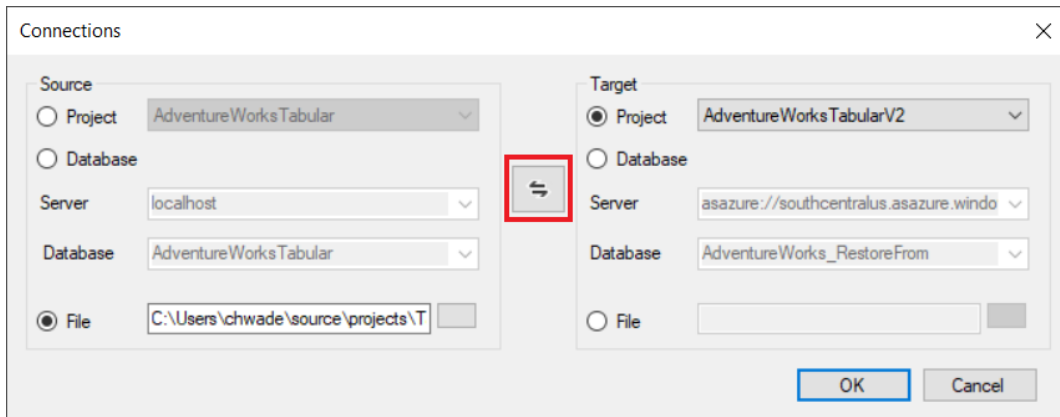 Connections
Source
Project AdventureWorksTabular
Database
Server localhost
Database AdventureWorksTabular
File C:\Users\chwade\source\projects\T
Target
Project AdventureWorksTabularV2
Database
Server asazure://southcentralus.asazure.windo
Database AdventureWorks_RestoreFrom
File
OK Cancel